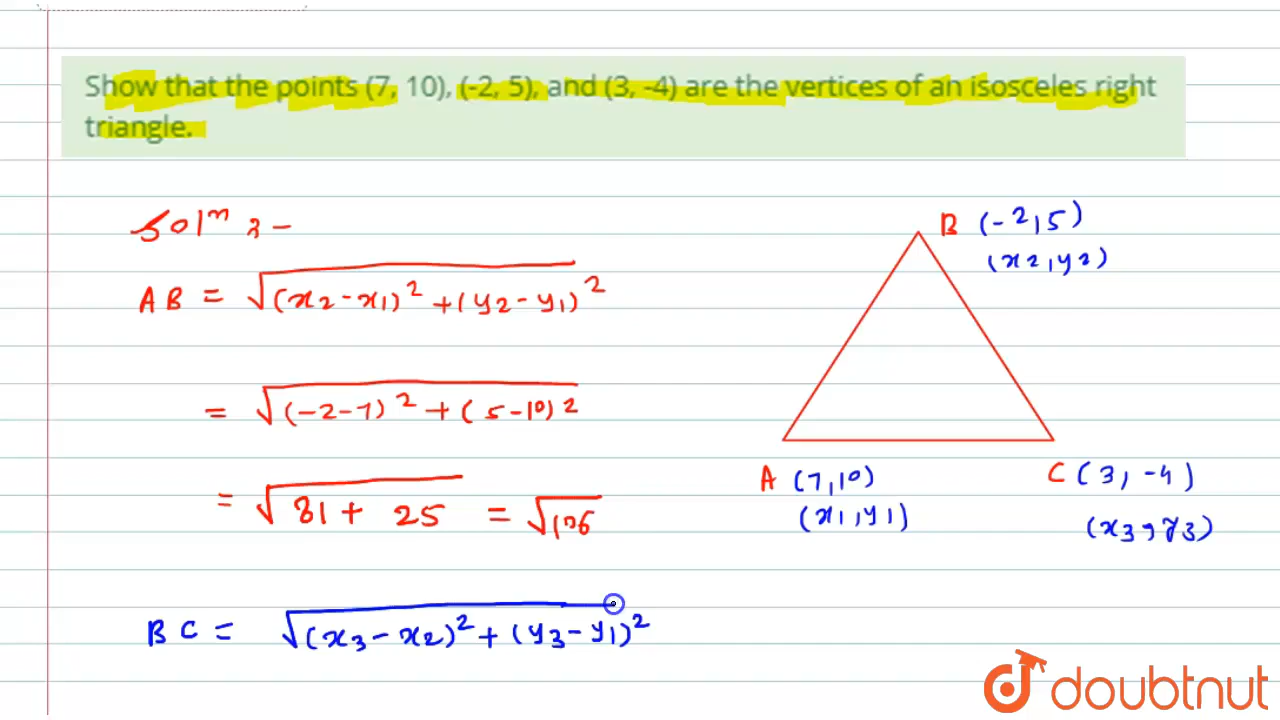 Show that the points (7, 10), (-2, 5), and (3, -4) are the vertices of an isosceles right
triangle.
Solⁿ :-
AB = √(x2-x1)² + (y2-y1)²
= √(-2-7)² + (5-10)²
= √81 + 25 = √106
BC = √(x3-x2)² + (y3-y1)²
B (-2,5)
(x2,y2)
A (7,10)
(x1,y1)
C (3,-4)
(x3,y3)
doubtnut